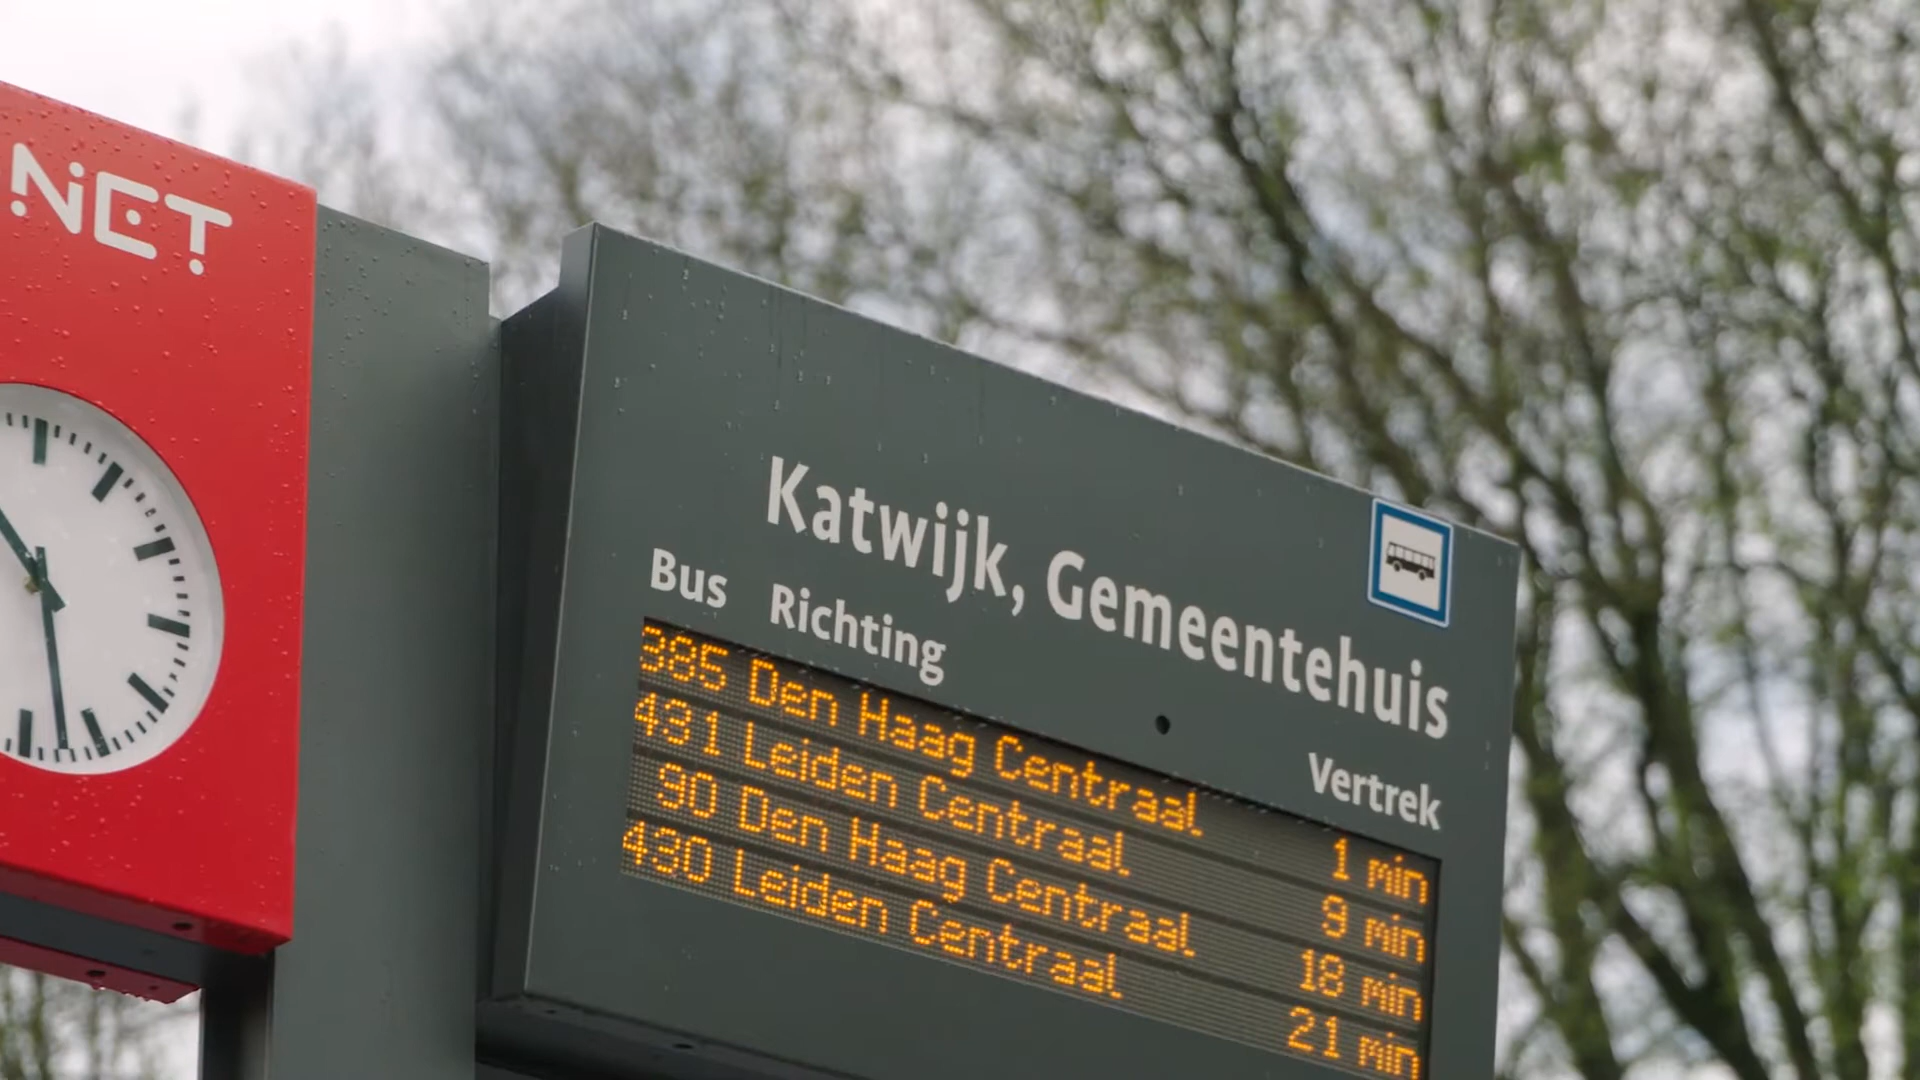 NET
Katwijk, Gemeentehuis
Bus Richting Vertrek
385 Den Haag Centraal 1 min
431 Leiden Centraal 9 min
90 Den Haag Centraal 18 min
430 Leiden Centraal 21 min